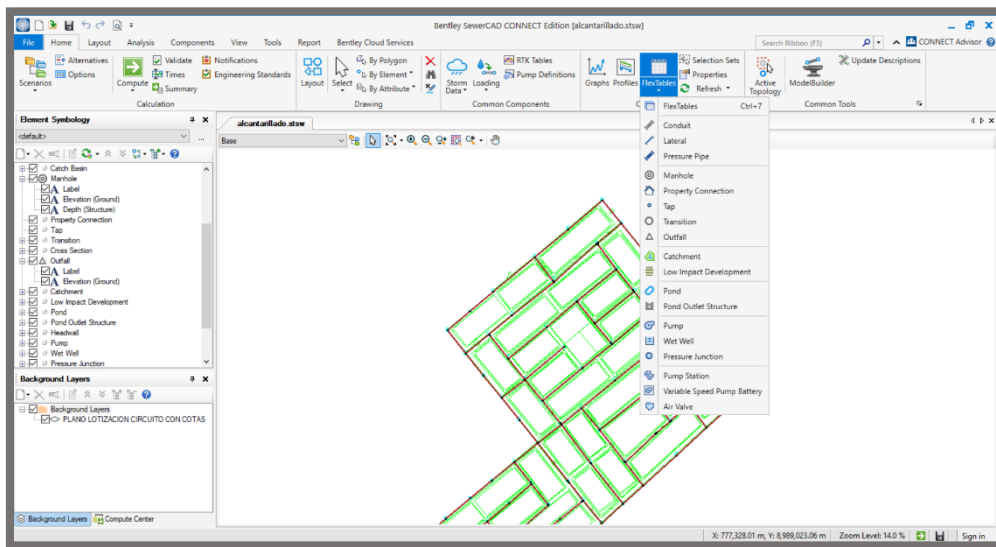 Bentley SewerCAD CONNECT Edition [alcantarillado.stsw]
File Home Layout Analysis Components View Tools Report Bentley Cloud Services
Search Ribbon (F3)
CONNECT Advisor
Scenarios
Alternatives
Options
Compute
Validate
Times
Summary
Notifications
Engineering Standards
Calculation
Layout
Select
By Polygon
By Element
By Attribute
Drawing
Storm Data
Loading
RTK Tables
Pump Definitions
Common Components
Graphs
Profiles
FlexTables
Selection Sets
Properties
Refresh
Active Topology
ModelBuilder
Update Descriptions
Common Tools
Element Symbology
<default>
Catch Basin
Manhole
Label
Elevation (Ground)
Depth (Structure)
Property Connection
Tap
Transition
Cross Section
Outfall
Label
Elevation (Ground)
Catchment
Low Impact Development
Pond
Pond Outlet Structure
Headwall
Pump
Wet Well
Pressure Junction
Background Layers
Background Layers
PLANO LOTIZACION CIRCUITO CON COTAS
Background Layers
Compute Center
alcantarillado.stsw
Base
FlexTables Ctrl+7
Conduit
Lateral
Pressure Pipe
Manhole
Property Connection
Tap
Transition
Outfall
Catchment
Low Impact Development
Pond
Pond Outlet Structure
Pump
Wet Well
Pressure Junction
Pump Station
Variable Speed Pump Battery
Air Valve
X: 777,328.01 m, Y: 8,989,023.06 m
Zoom Level: 14.0 %
Sign in